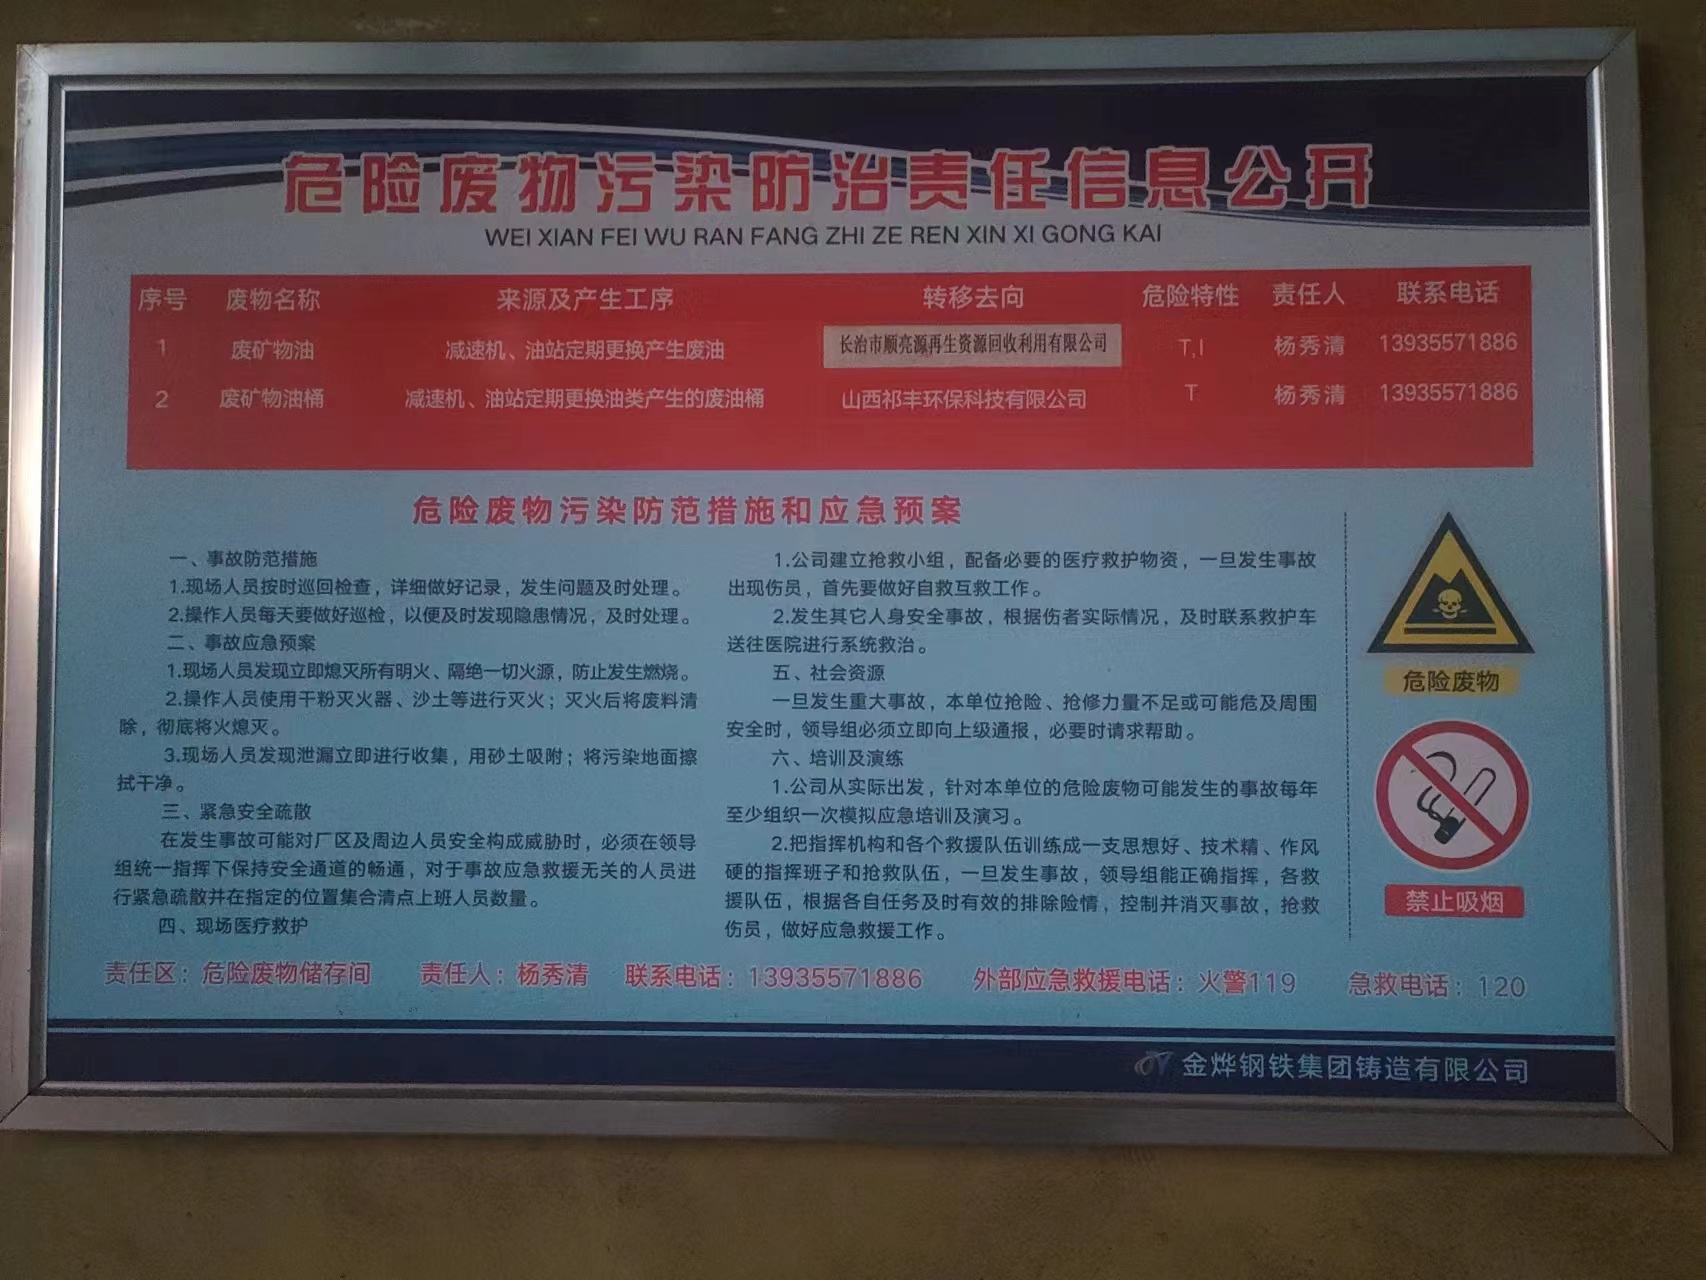 危险废物污染防治责任信息公开
WEI XIAN FEI WU RAN FANG ZHI ZE REN XIN XI GONG KAI
序号 废物名称 来源及产生工序 转移去向 危险特性 责任人 联系电话
1 废矿物油 减速机、油站定期更换产生废油 长治市顺亮源再生资源回收利用有限公司 T,I 杨秀清 13935571886
2 废矿物油桶 减速机、油站定期更换油类产生的废油桶 山西祁丰环保科技有限公司 T 杨秀清 13935571886
危险废物污染防范措施和应急预案
一、事故防范措施
1.现场人员按时巡回检查，详细做好记录，发生问题及时处理。
2.操作人员每天要做好巡检，以便及时发现隐患情况，及时处理。
二、事故应急预案
1.现场人员发现立即熄灭所有明火、隔绝一切火源，防止发生燃烧。
2.操作人员使用干粉灭火器、沙土等进行灭火；灭火后将废料清
除，彻底将火熄灭。
3.现场人员发现泄漏立即进行收集，用砂土吸附；将污染地面擦
拭干净。
三、紧急安全疏散
在发生事故可能对厂区及周边人员安全构成威胁时，必须在领导
组统一指挥下保持安全通道的畅通，对于事故应急救援无关的人员进
行紧急疏散并在指定的位置集合清点上班人员数量。
四、现场医疗救护
1.公司建立抢救小组，配备必要的医疗救护物资，一旦发生事故
出现伤员，首先要做好自救互救工作。
2.发生其它人身安全事故，根据伤者实际情况，及时联系救护车
送往医院进行系统救治。
五、社会资源
一旦发生重大事故，本单位抢险、抢修力量不足或可能危及周围
安全时，领导组必须立即向上级通报，必要时请求帮助。
六、培训及演练
1.公司从实际出发，针对本单位的危险废物可能发生的事故每年
至少组织一次模拟应急培训及演习。
2.把指挥机构和各个救援队伍训练成一支思想好、技术精、作风
硬的指挥班子和抢救队伍，一旦发生事故，领导组能正确指挥，各救
援队伍，根据各自任务及时有效的排除险情，控制并消灭事故，抢救
伤员，做好应急救援工作。
危险废物
禁止吸烟
责任区：危险废物储存间 责任人：杨秀清 联系电话：13935571886 外部应急救援电话：火警119 急救电话：120
金烨钢铁集团铸造有限公司